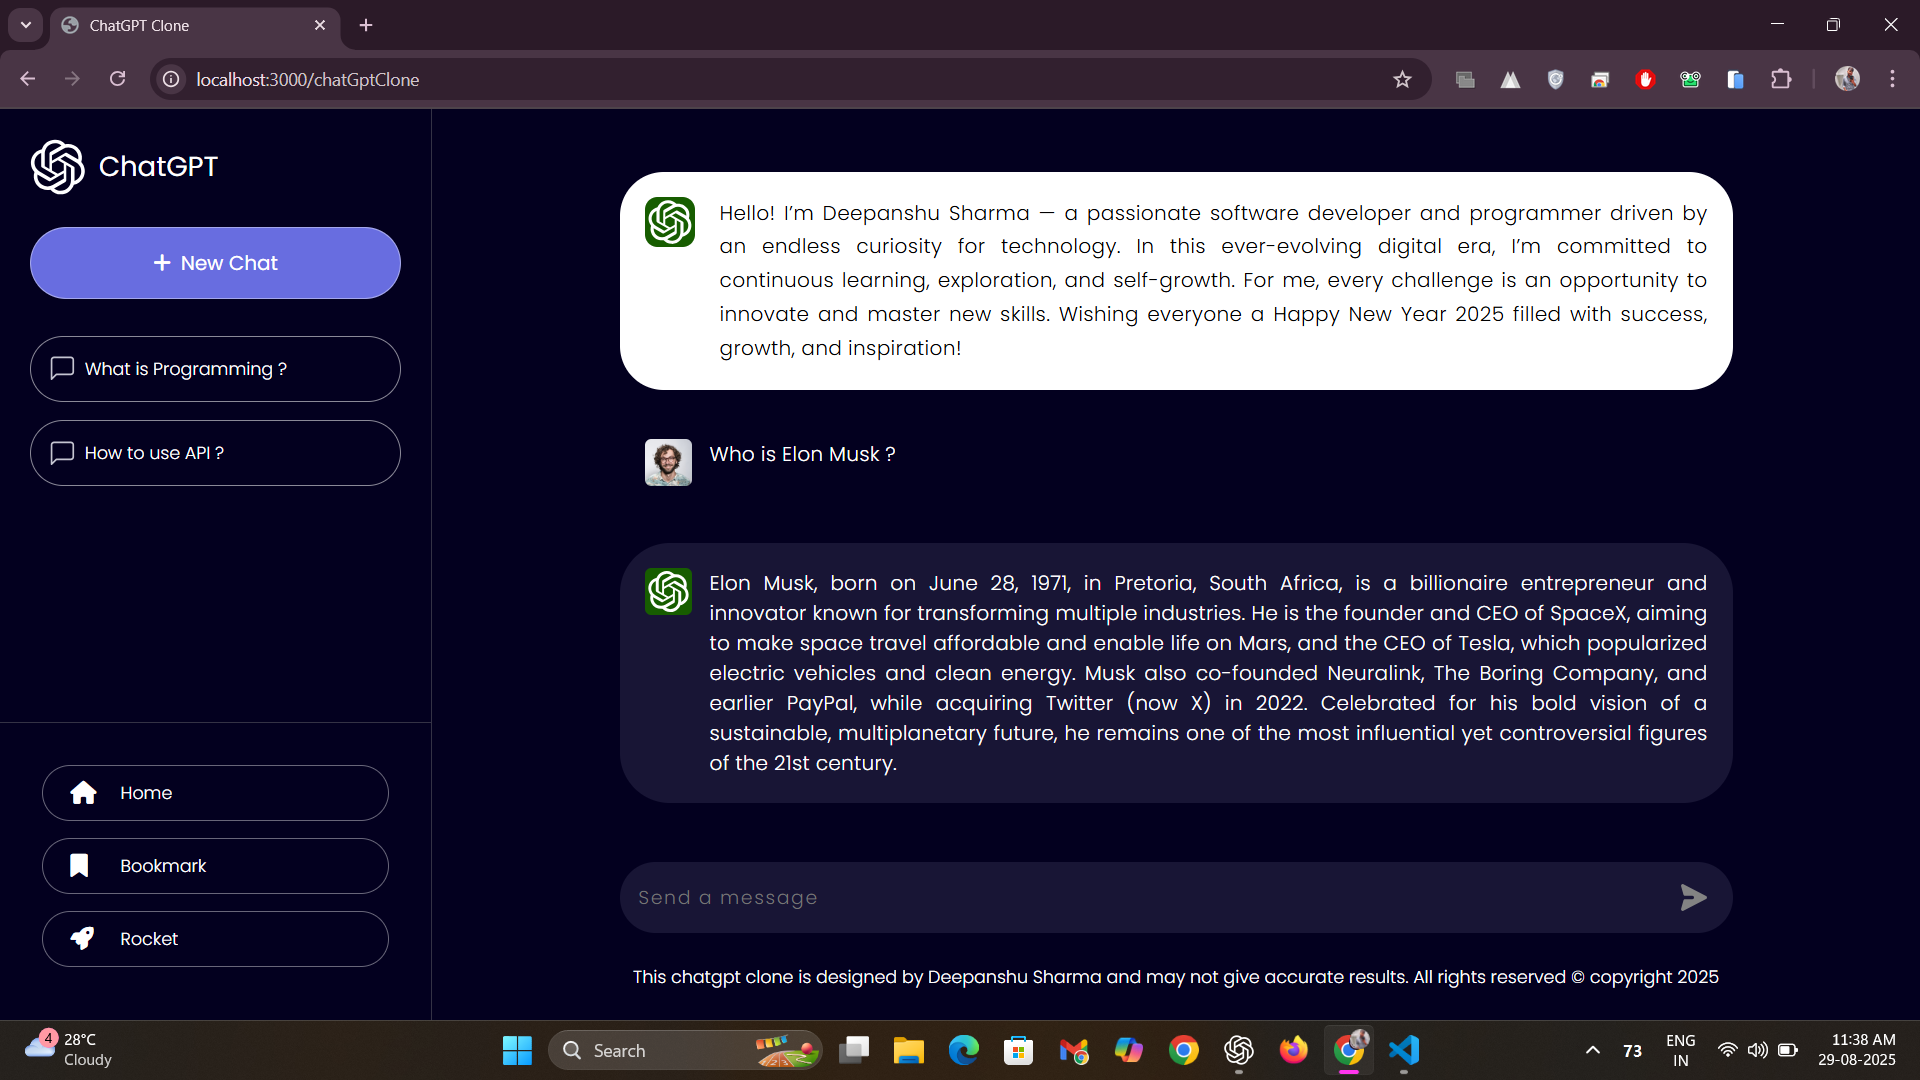 ChatGPT Clone
localhost:3000/chatGptClone
ChatGPT
+ New Chat
What is Programming ?
How to use API ?
Home
Bookmark
Rocket
Hello! I’m Deepanshu Sharma — a passionate software developer and programmer driven by
an endless curiosity for technology. In this ever-evolving digital era, I’m committed to
continuous learning, exploration, and self-growth. For me, every challenge is an opportunity to
innovate and master new skills. Wishing everyone a Happy New Year 2025 filled with success,
growth, and inspiration!
Who is Elon Musk ?
Elon Musk, born on June 28, 1971, in Pretoria, South Africa, is a billionaire entrepreneur and
innovator known for transforming multiple industries. He is the founder and CEO of SpaceX, aiming
to make space travel affordable and enable life on Mars, and the CEO of Tesla, which popularized
electric vehicles and clean energy. Musk also co-founded Neuralink, The Boring Company, and
earlier PayPal, while acquiring Twitter (now X) in 2022. Celebrated for his bold vision of a
sustainable, multiplanetary future, he remains one of the most influential yet controversial figures
of the 21st century.
Send a message
This chatgpt clone is designed by Deepanshu Sharma and may not give accurate results. All rights reserved © copyright 2025
4
28°C
Cloudy
Search
73
ENG
IN
11:38 AM
29-08-2025